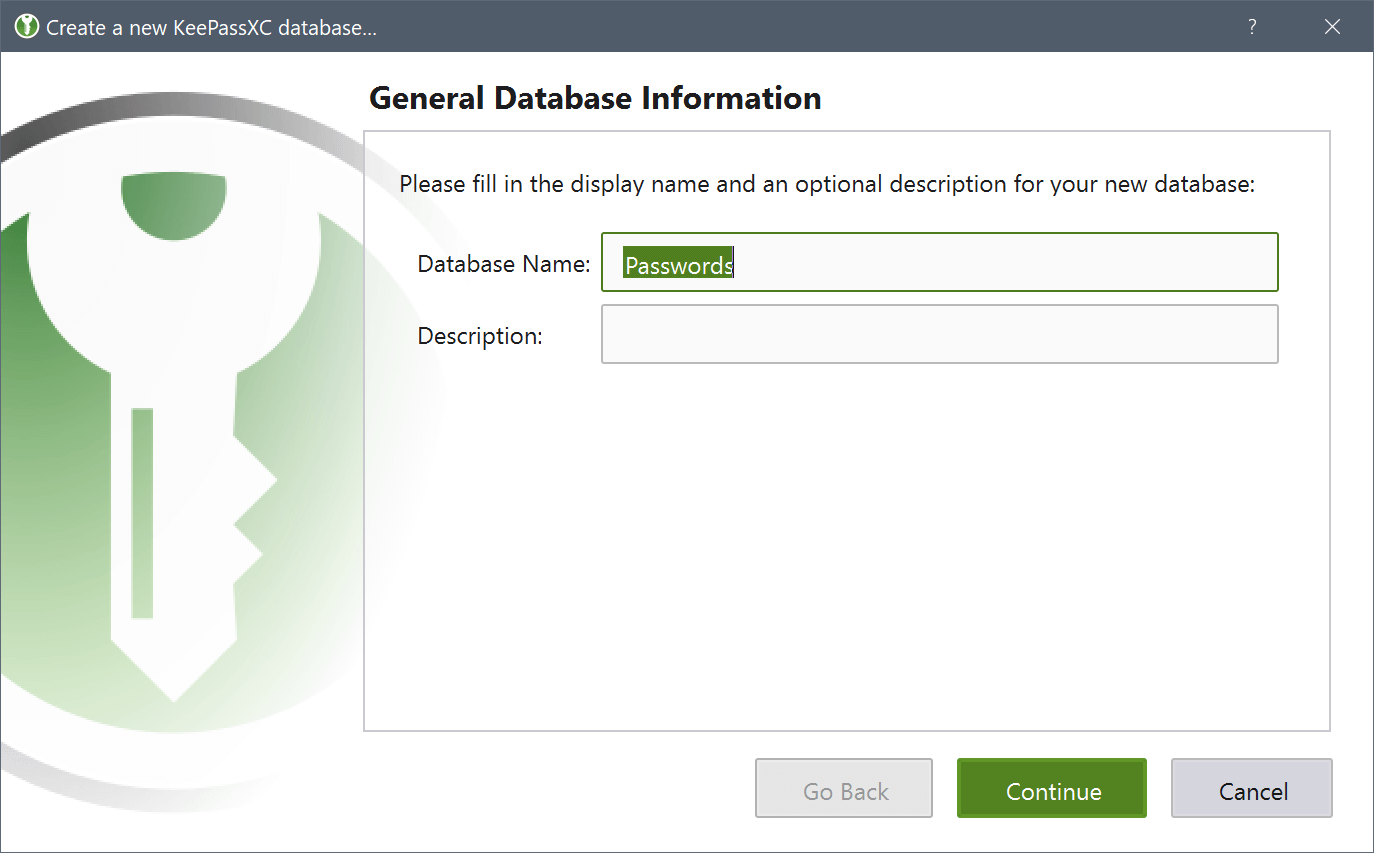 Create a new KeePassXC database...
?
General Database Information
Please fill in the display name and an optional description for your new database:
Database Name: Passwords
Description:
Go Back Continue Cancel